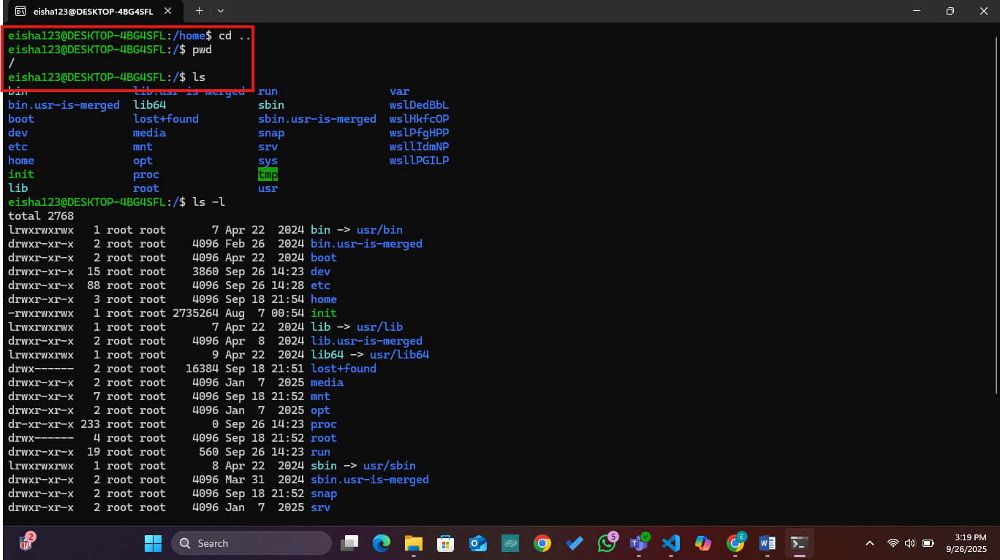 eisha123@DESKTOP-4BG4SFL
eisha123@DESKTOP-4BG4SFL:/home$ cd ..
eisha123@DESKTOP-4BG4SFL:/$ pwd
/
eisha123@DESKTOP-4BG4SFL:/$ ls
bin lib.usr-is-merged run var
bin.usr-is-merged lib64 sbin wslDedBbL
boot lost+found sbin.usr-is-merged wslHkfcOP
dev media snap wslPfgHPP
etc mnt srv wsllIdmNP
home opt sys wsllPGILP
init proc tmp
lib root usr
eisha123@DESKTOP-4BG4SFL:/$ ls -l
total 2768
lrwxrwxrwx 1 root root 7 Apr 22 2024 bin -> usr/bin
drwxr-xr-x 2 root root 4096 Feb 26 2024 bin.usr-is-merged
drwxr-xr-x 2 root root 4096 Apr 22 2024 boot
drwxr-xr-x 15 root root 3860 Sep 26 14:23 dev
drwxr-xr-x 88 root root 4096 Sep 26 14:28 etc
drwxr-xr-x 3 root root 4096 Sep 18 21:54 home
-rwxrwxrwx 1 root root 2735264 Aug 7 00:54 init
lrwxrwxrwx 1 root root 7 Apr 22 2024 lib -> usr/lib
drwxr-xr-x 2 root root 4096 Apr 8 2024 lib.usr-is-merged
lrwxrwxrwx 1 root root 9 Apr 22 2024 lib64 -> usr/lib64
drwx------ 2 root root 16384 Sep 18 21:51 lost+found
drwxr-xr-x 2 root root 4096 Jan 7 2025 media
drwxr-xr-x 7 root root 4096 Sep 18 21:52 mnt
drwxr-xr-x 2 root root 4096 Jan 7 2025 opt
dr-xr-xr-x 233 root root 0 Sep 26 14:23 proc
drwx------ 4 root root 4096 Sep 18 21:52 root
drwxr-xr-x 19 root root 560 Sep 26 14:23 run
lrwxrwxrwx 1 root root 8 Apr 22 2024 sbin -> usr/sbin
drwxr-xr-x 2 root root 4096 Mar 31 2024 sbin.usr-is-merged
drwxr-xr-x 2 root root 4096 Sep 18 21:52 snap
drwxr-xr-x 2 root root 4096 Jan 7 2025 srv
2
NFL
Search
5
E
3:19 PM
9/26/2025